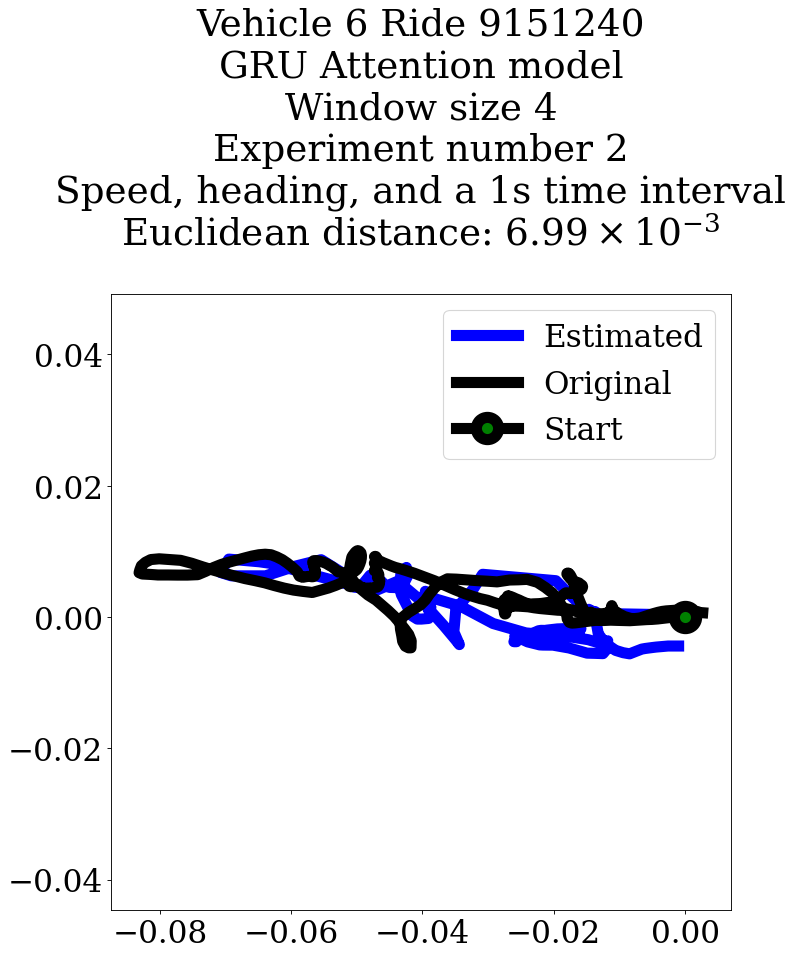 Vehicle 6 Ride 9151240
GRU Attention model
Window size 4
Experiment number 2
Speed, heading, and a 1s time interval
Euclidean distance: 6.99 × 10⁻³
Estimated
Original
Start
0.04
0.02
0.00
−0.02
−0.04
−0.08 −0.06 −0.04 −0.02 0.00